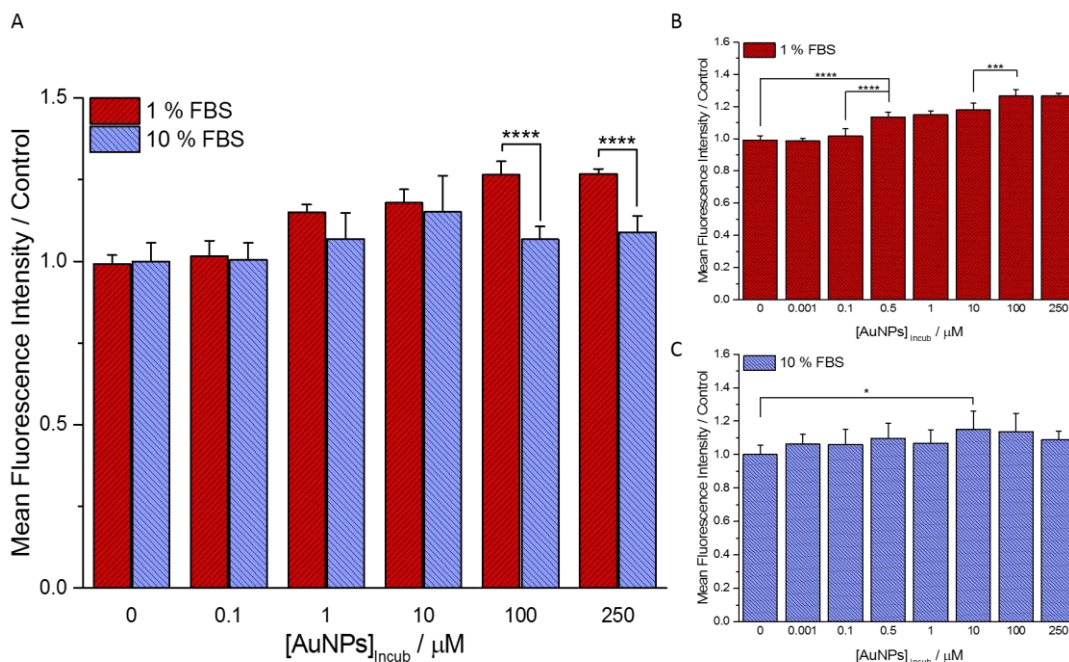 A
Mean Fluorescence Intensity / Control
1.5
1.0
0.5
0.0
1 % FBS
10 % FBS
****
****
0 0.1 1 10 100 250
[AuNPs]Incub / μM
B
Mean Fluorescence Intensity / Control
1.6
1.4
1.2
1.0
0.8
0.6
0.4
0.2
0.0
1 % FBS
****
****
***
0 0.001 0.1 0.5 1 10 100 250
[AuNPs]Incub / μM
C
Mean Fluorescence Intensity / Control
1.6
1.4
1.2
1.0
0.8
0.6
0.4
0.2
0.0
10 % FBS
*
0 0.001 0.1 0.5 1 10 100 250
[AuNPs]Incub / μM